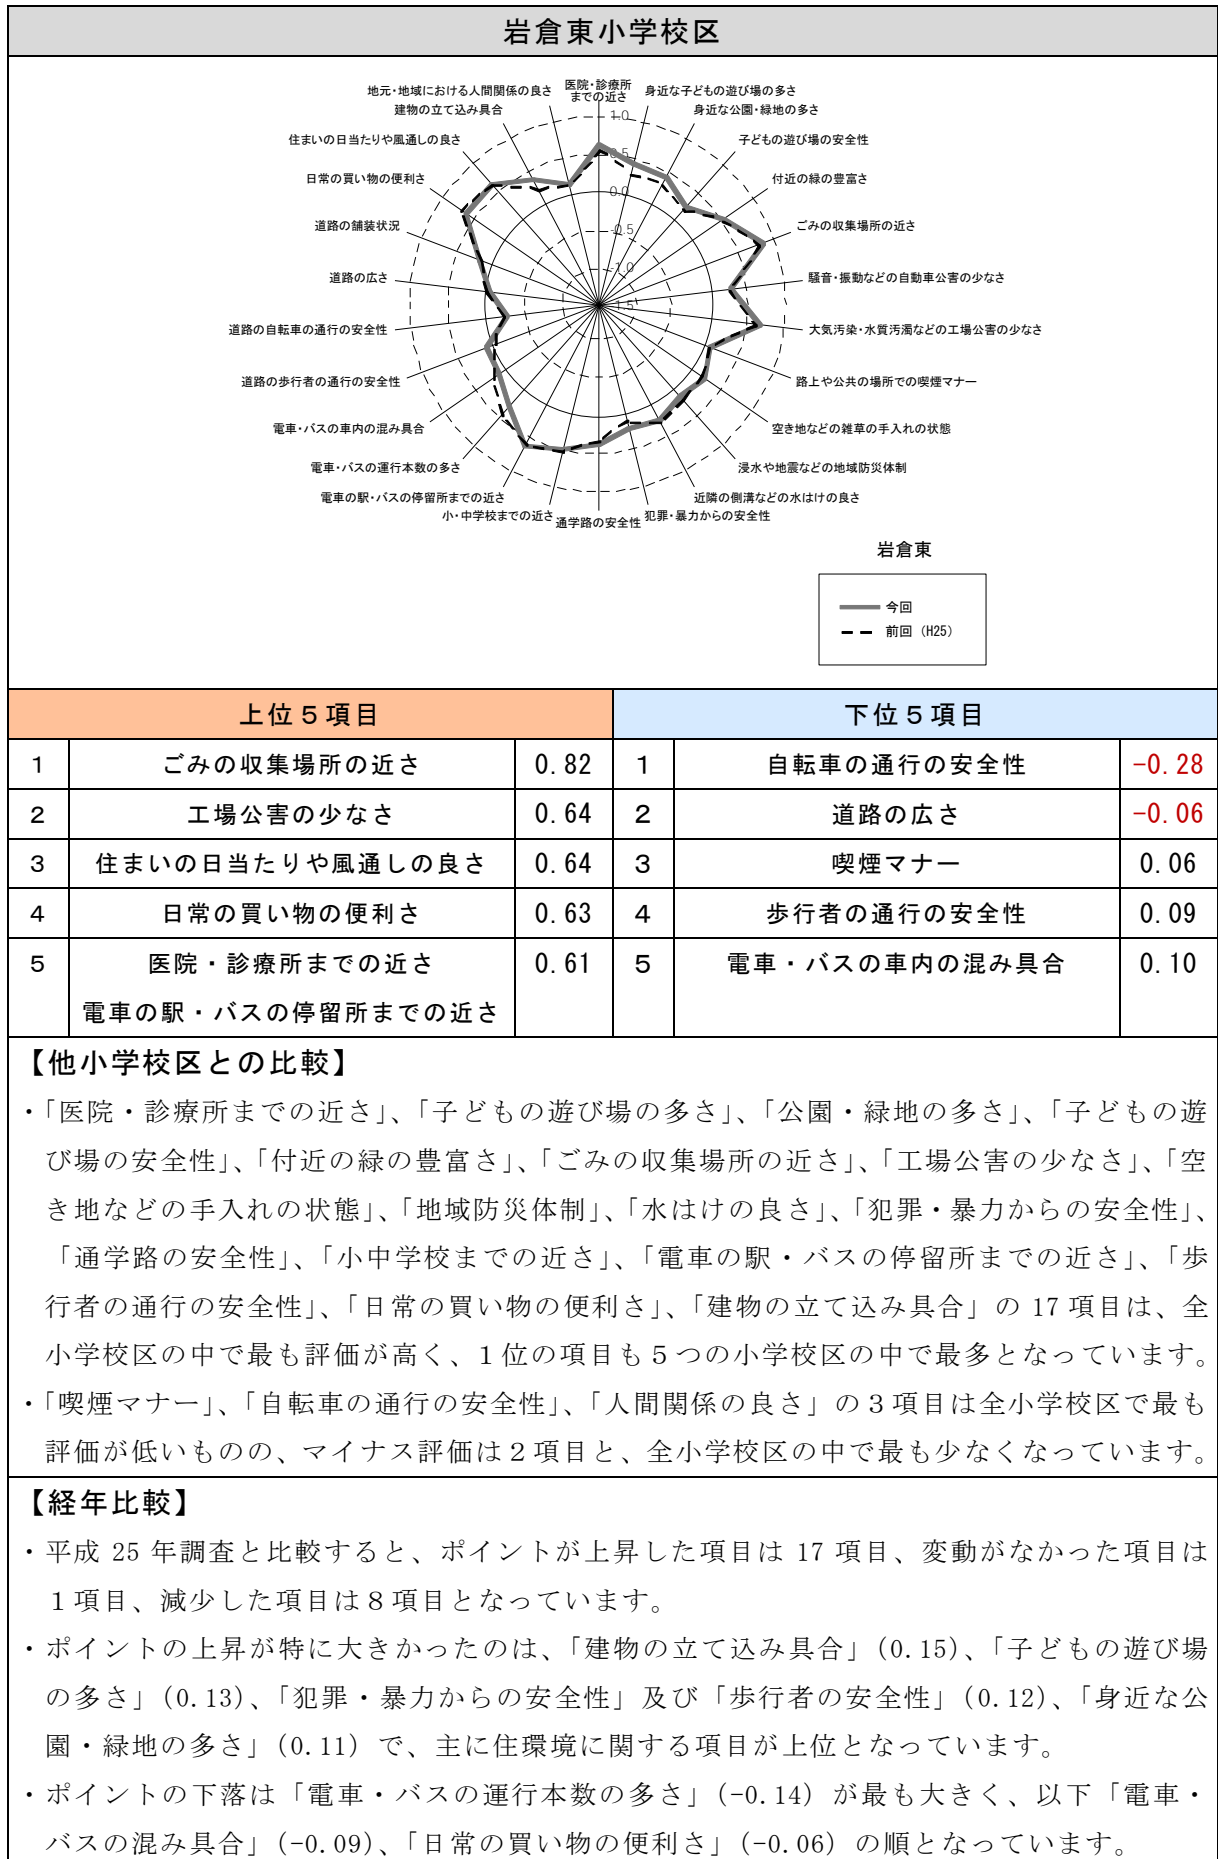 岩倉東小学校区
医院・診療所
までの近さ
身近な子どもの遊び場の多さ
身近な公園・緑地の多さ
子どもの遊び場の安全性
付近の緑の豊富さ
ごみの収集場所の近さ
騒音・振動などの自動車公害の少なさ
大気汚染・水質汚濁などの工場公害の少なさ
路上や公共の場所での喫煙マナー
空き地などの雑草の手入れの状態
浸水や地震などの地域防災体制
近隣の側溝などの水はけの良さ
犯罪・暴力からの安全性
通学路の安全性
小・中学校までの近さ
電車の駅・バスの停留所までの近さ
電車・バスの運行本数の多さ
電車・バスの車内の混み具合
道路の歩行者の通行の安全性
道路の自転車の通行の安全性
道路の広さ
道路の舗装状況
日常の買い物の便利さ
住まいの日当たりや風通しの良さ
建物の立て込み具合
地元・地域における人間関係の良さ
1.0
0.5
0.0
-0.5
-1.0
-1.5
岩倉東
今回
前回（H25）
上位５項目 下位５項目
1 ごみの収集場所の近さ 0.82 1 自転車の通行の安全性 -0.28
2 工場公害の少なさ 0.64 2 道路の広さ -0.06
3 住まいの日当たりや風通しの良さ 0.64 3 喫煙マナー 0.06
4 日常の買い物の便利さ 0.63 4 歩行者の通行の安全性 0.09
5 医院・診療所までの近さ 0.61 5 電車・バスの車内の混み具合 0.10
電車の駅・バスの停留所までの近さ
【他小学校区との比較】
・「医院・診療所までの近さ」、「子どもの遊び場の多さ」、「公園・緑地の多さ」、「子どもの遊
び場の安全性」、「付近の緑の豊富さ」、「ごみの収集場所の近さ」、「工場公害の少なさ」、「空
き地などの手入れの状態」、「地域防災体制」、「水はけの良さ」、「犯罪・暴力からの安全性」、
「通学路の安全性」、「小中学校までの近さ」、「電車の駅・バスの停留所までの近さ」、「歩
行者の通行の安全性」、「日常の買い物の便利さ」、「建物の立て込み具合」の 17 項目は、全
小学校区の中で最も評価が高く、１位の項目も５つの小学校区の中で最多となっています。
・「喫煙マナー」、「自転車の通行の安全性」、「人間関係の良さ」の３項目は全小学校区で最も
評価が低いものの、マイナス評価は２項目と、全小学校区の中で最も少なくなっています。
【経年比較】
・平成 25 年調査と比較すると、ポイントが上昇した項目は 17 項目、変動がなかった項目は
１項目、減少した項目は８項目となっています。
・ポイントの上昇が特に大きかったのは、「建物の立て込み具合」（0.15）、「子どもの遊び場
の多さ」（0.13）、「犯罪・暴力からの安全性」及び「歩行者の安全性」（0.12）、「身近な公
園・緑地の多さ」（0.11）で、主に住環境に関する項目が上位となっています。
・ポイントの下落は「電車・バスの運行本数の多さ」（-0.14）が最も大きく、以下「電車・
バスの混み具合」（-0.09）、「日常の買い物の便利さ」（-0.06）の順となっています。